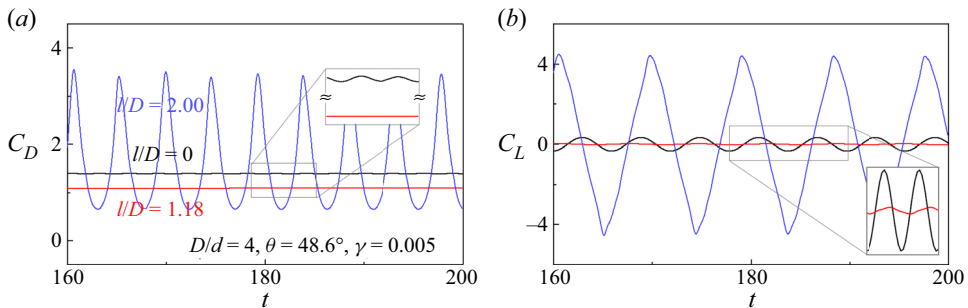 (a)
(b)
4
2
0
C_D
l/D = 2.00
l/D = 0
l/D = 1.18
≈ ≈
D/d = 4, θ = 48.6°, γ = 0.005
160 180 200
t
4
0
−4
C_L
160 180 200
t